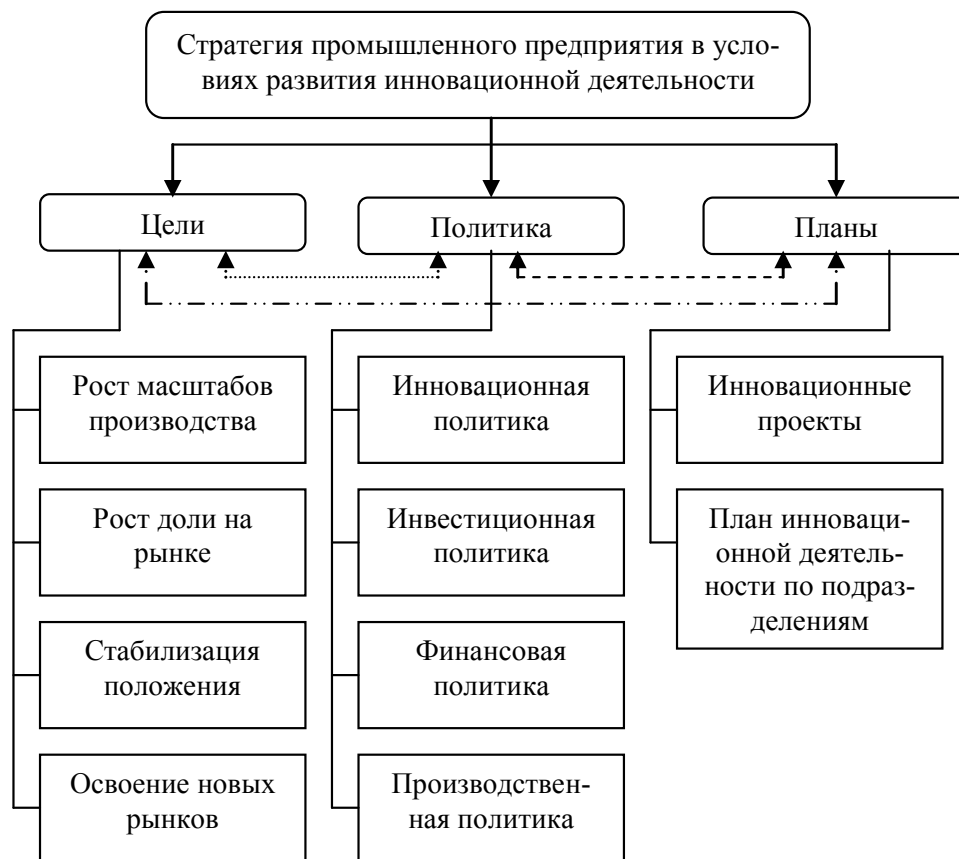 Стратегия промышленного предприятия в усло-
виях развития инновационной деятельности
Цели
Политика
Планы
Рост масштабов
производства
Рост доли на
рынке
Стабилизация
положения
Освоение новых
рынков
Инновационная
политика
Инвестиционная
политика
Финансовая
политика
Производствен-
ная политика
Инновационные
проекты
План инноваци-
онной деятель-
ности по подраз-
делениям